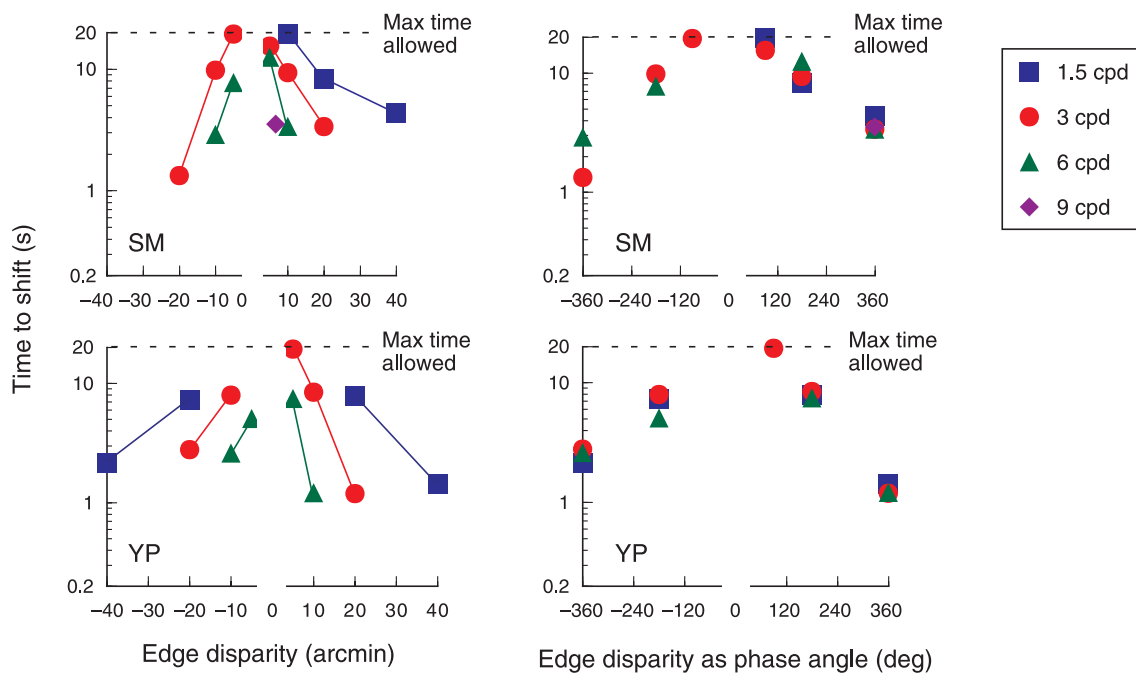 Time to shift (s)
20
10
1
0.2
Max time
allowed
SM
−40 −30 −20 −10 0 10 20 30 40
20
10
1
0.2
Max time
allowed
SM
−360 −240 −120 0 120 240 360
1.5 cpd
3 cpd
6 cpd
9 cpd
20
10
1
0.2
Max time
allowed
YP
−40 −30 −20 −10 0 10 20 30 40
Edge disparity (arcmin)
20
10
1
0.2
Max time
allowed
YP
−360 −240 −120 0 120 240 360
Edge disparity as phase angle (deg)